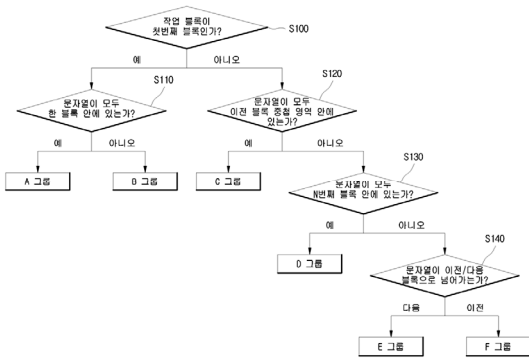 작업 블록이
첫번째 블록인가?
S100
예
아니오
S110
문자열이 모두
한 블록 안에 있는가?
S120
문자열이 모두
이전 블록 중첩 영역 안에
있는가?
예
아니오
예
아니오
A 그룹
B 그룹
C 그룹
S130
문자열이 모두
N번째 블록 안에 있는가?
예
아니오
D 그룹
S140
문자열이 이전/다음
블록으로 넘어가는가?
다음
이전
E 그룹
F 그룹